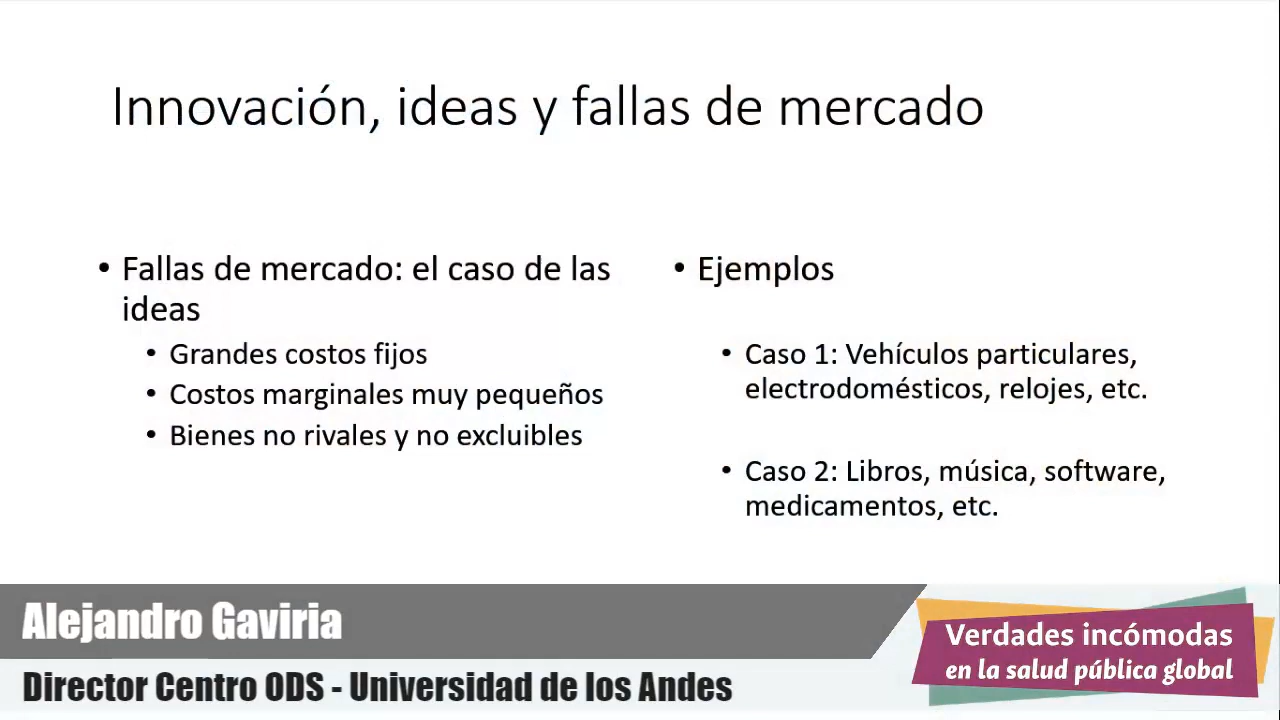 Innovación, ideas y fallas de mercado
• Fallas de mercado: el caso de las
ideas
• Grandes costos fijos
• Costos marginales muy pequeños
• Bienes no rivales y no excluibles
• Ejemplos
• Caso 1: Vehículos particulares,
electrodomésticos, relojes, etc.
• Caso 2: Libros, música, software,
medicamentos, etc.
Alejandro Gaviria
Director Centro ODS - Universidad de los Andes
Verdades incómodas
en la salud pública global